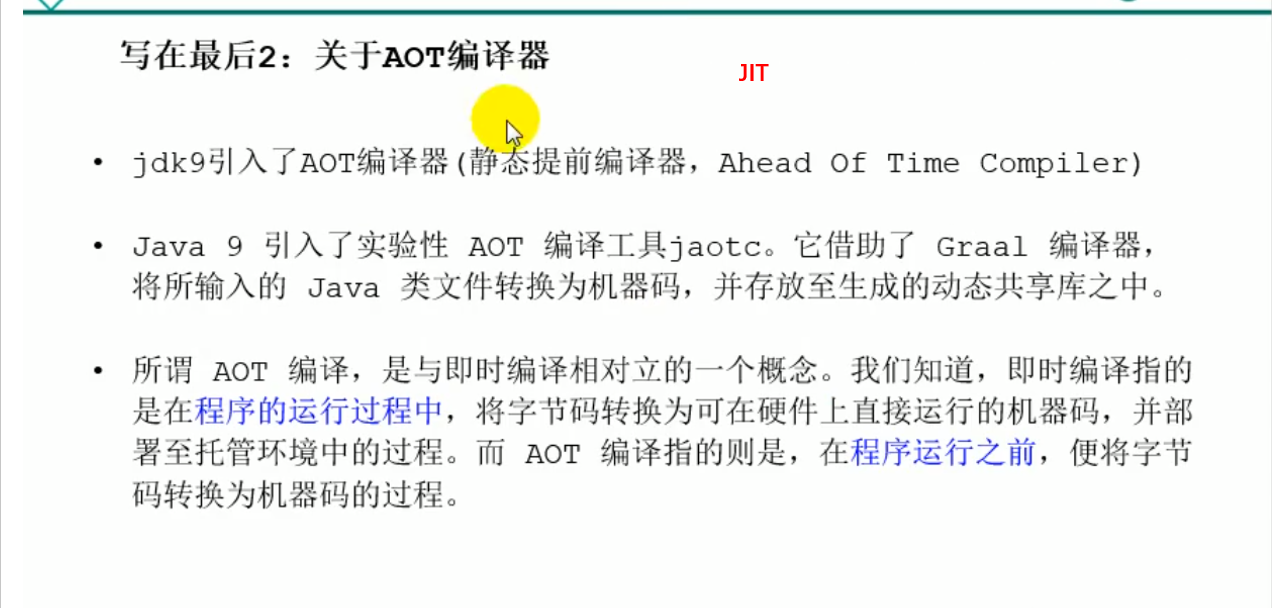 写在最后2：关于AOT编译器
JIT
• jdk9引入了AOT编译器(静态提前编译器，Ahead Of Time Compiler)
• Java 9 引入了实验性 AOT 编译工具jaotc。它借助了 Graal 编译器，
将所输入的 Java 类文件转换为机器码，并存放至生成的动态共享库之中。
• 所谓 AOT 编译，是与即时编译相对立的一个概念。我们知道，即时编译指的
是在程序的运行过程中，将字节码转换为可在硬件上直接运行的机器码，并部
署至托管环境中的过程。而 AOT 编译指的则是，在程序运行之前，便将字节
码转换为机器码的过程。